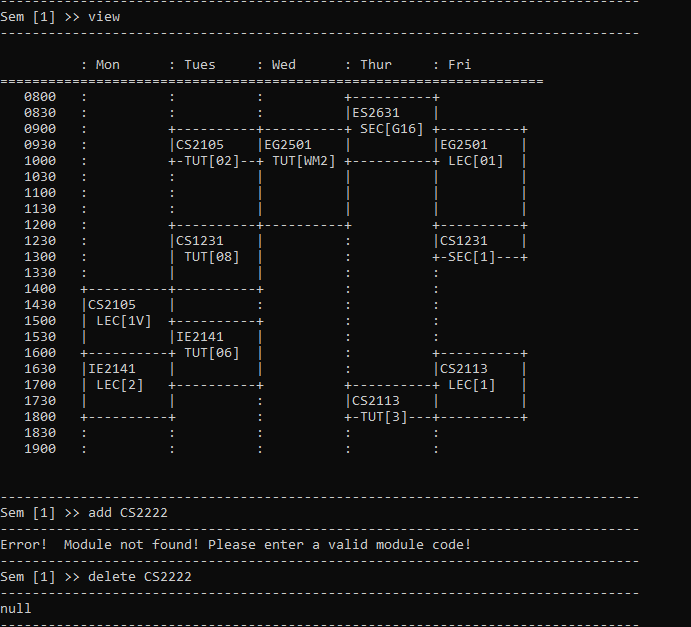 --------------------------------------------------------------------------------
Sem [1] >> view
--------------------------------------------------------------------------------
          : Mon      : Tues     : Wed      : Thur     : Fri
====================================================================
   0800   :          :          :          +----------+
   0830   :          :          :          |ES2631    |
   0900   :          +----------+----------+ SEC[G16] +----------+
   0930   :          |CS2105    |EG2501    |          |EG2501    |
   1000   :          +-TUT[02]--+ TUT[WM2] +----------+ LEC[01]  |
   1030   :          :          |          |          |          |
   1100   :          :          |          |          |          |
   1130   :          :          |          |          |          |
   1200   :          +----------+----------+          +----------+
   1230   :          |CS1231    |          :          |CS1231    |
   1300   :          | TUT[08]  |          :          +-SEC[1]---+
   1330   :          |          |          :          :
   1400   +----------+----------+          :          :
   1430   |CS2105    |          :          :          :
   1500   | LEC[1V]  +----------+          :          :
   1530   |          |IE2141    |          :          :
   1600   +----------+ TUT[06]  |          :          +----------+
   1630   |IE2141    |          |          :          |CS2113    |
   1700   | LEC[2]   +----------+          +----------+ LEC[1]   |
   1730   |          |          :          |CS2113    |          |
   1800   +----------+          :          +-TUT[3]---+----------+
   1830   :          :          :          :          :
   1900   :          :          :          :          :
--------------------------------------------------------------------------------
Sem [1] >> add CS2222
--------------------------------------------------------------------------------
Error!  Module not found! Please enter a valid module code!
--------------------------------------------------------------------------------
Sem [1] >> delete CS2222
--------------------------------------------------------------------------------
null
--------------------------------------------------------------------------------